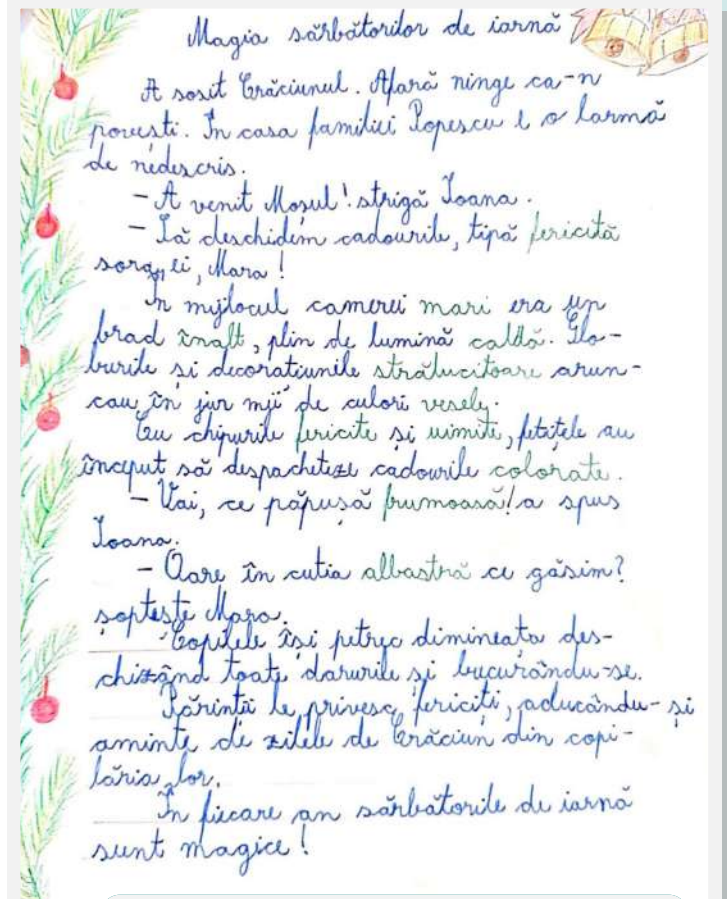 Magia sărbătorilor de iarnă
A sosit Crăciunul. Afară ninge ca-n
povești. În casa familiei Popescu e o larmă
de nedescris.
- A venit Moșul! strigă Ioana.
- Să deschidem cadourile, țipă fericită
sora ei, Mara!
În mijlocul camerei mari era un
brad înalt, plin de lumină caldă. Glo-
burile și decorațiunile strălucitoare arun-
cau în jur mii de culori vesele.
Cu chipurile fericite și uimite, fetițele au
început să despacheteze cadourile colorate.
- Vai, ce păpușă frumoasă! a spus
Ioana.
- Oare în cutia albastră ce găsim?
șoptește Mara.
Copilele își petrec dimineața des-
chizând toate darurile și bucurându-se.
Părinții le privesc fericiți, aducându-și
aminte de zilele de Crăciun din copi-
lăria lor.
În fiecare an sărbătorile de iarnă
sunt magice!